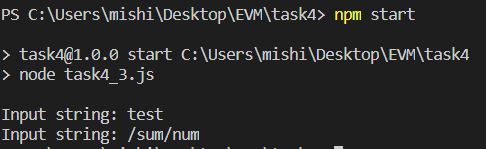 PS C:\Users\mishi\Desktop\EVM\task4> npm start
> task4@1.0.0 start C:\Users\mishi\Desktop\EVM\task4
> node task4_3.js
Input string: test
Input string: /sum/num